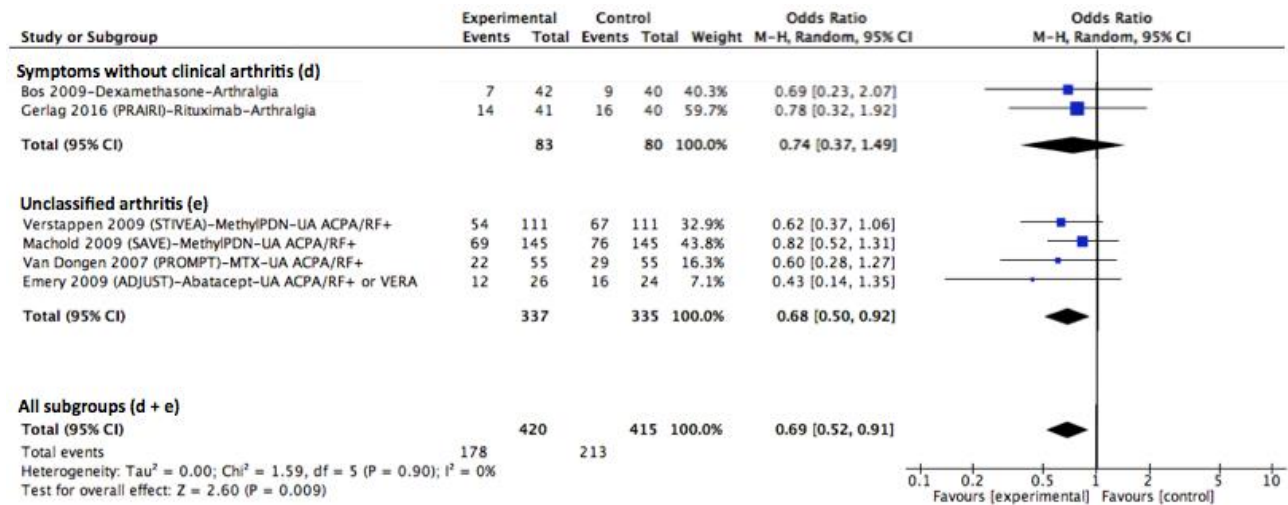 Experimental Control Odds Ratio Odds Ratio
Study or Subgroup Events Total Events Total Weight M-H, Random, 95% CI M-H, Random, 95% CI
Symptoms without clinical arthritis (d)
Bos 2009-Dexamethasone-Arthralgia 7 42 9 40 40.3% 0.69 [0.23, 2.07]
Gerlag 2016 (PRAIRI)-Rituximab-Arthralgia 14 41 16 40 59.7% 0.78 [0.32, 1.92]
Total (95% CI) 83 80 100.0% 0.74 [0.37, 1.49]
Unclassified arthritis (e)
Verstappen 2009 (STIVEA)-MethylPDN-UA ACPA/RF+ 54 111 67 111 32.9% 0.62 [0.37, 1.06]
Machold 2009 (SAVE)-MethylPDN-UA ACPA/RF+ 69 145 76 145 43.8% 0.82 [0.52, 1.31]
Van Dongen 2007 (PROMPT)-MTX-UA ACPA/RF+ 22 55 29 55 16.3% 0.60 [0.28, 1.27]
Emery 2009 (ADJUST)-Abatacept-UA ACPA/RF+ or VERA 12 26 16 24 7.1% 0.43 [0.14, 1.35]
Total (95% CI) 337 335 100.0% 0.68 [0.50, 0.92]
All subgroups (d + e)
Total (95% CI) 420 415 100.0% 0.69 [0.52, 0.91]
Total events 178 213
Heterogeneity: Tau² = 0.00; Chi² = 1.59, df = 5 (P = 0.90); I² = 0%
Test for overall effect: Z = 2.60 (P = 0.009)
0.1 0.2 0.5 1 2 5 10
Favours [experimental] Favours [control]